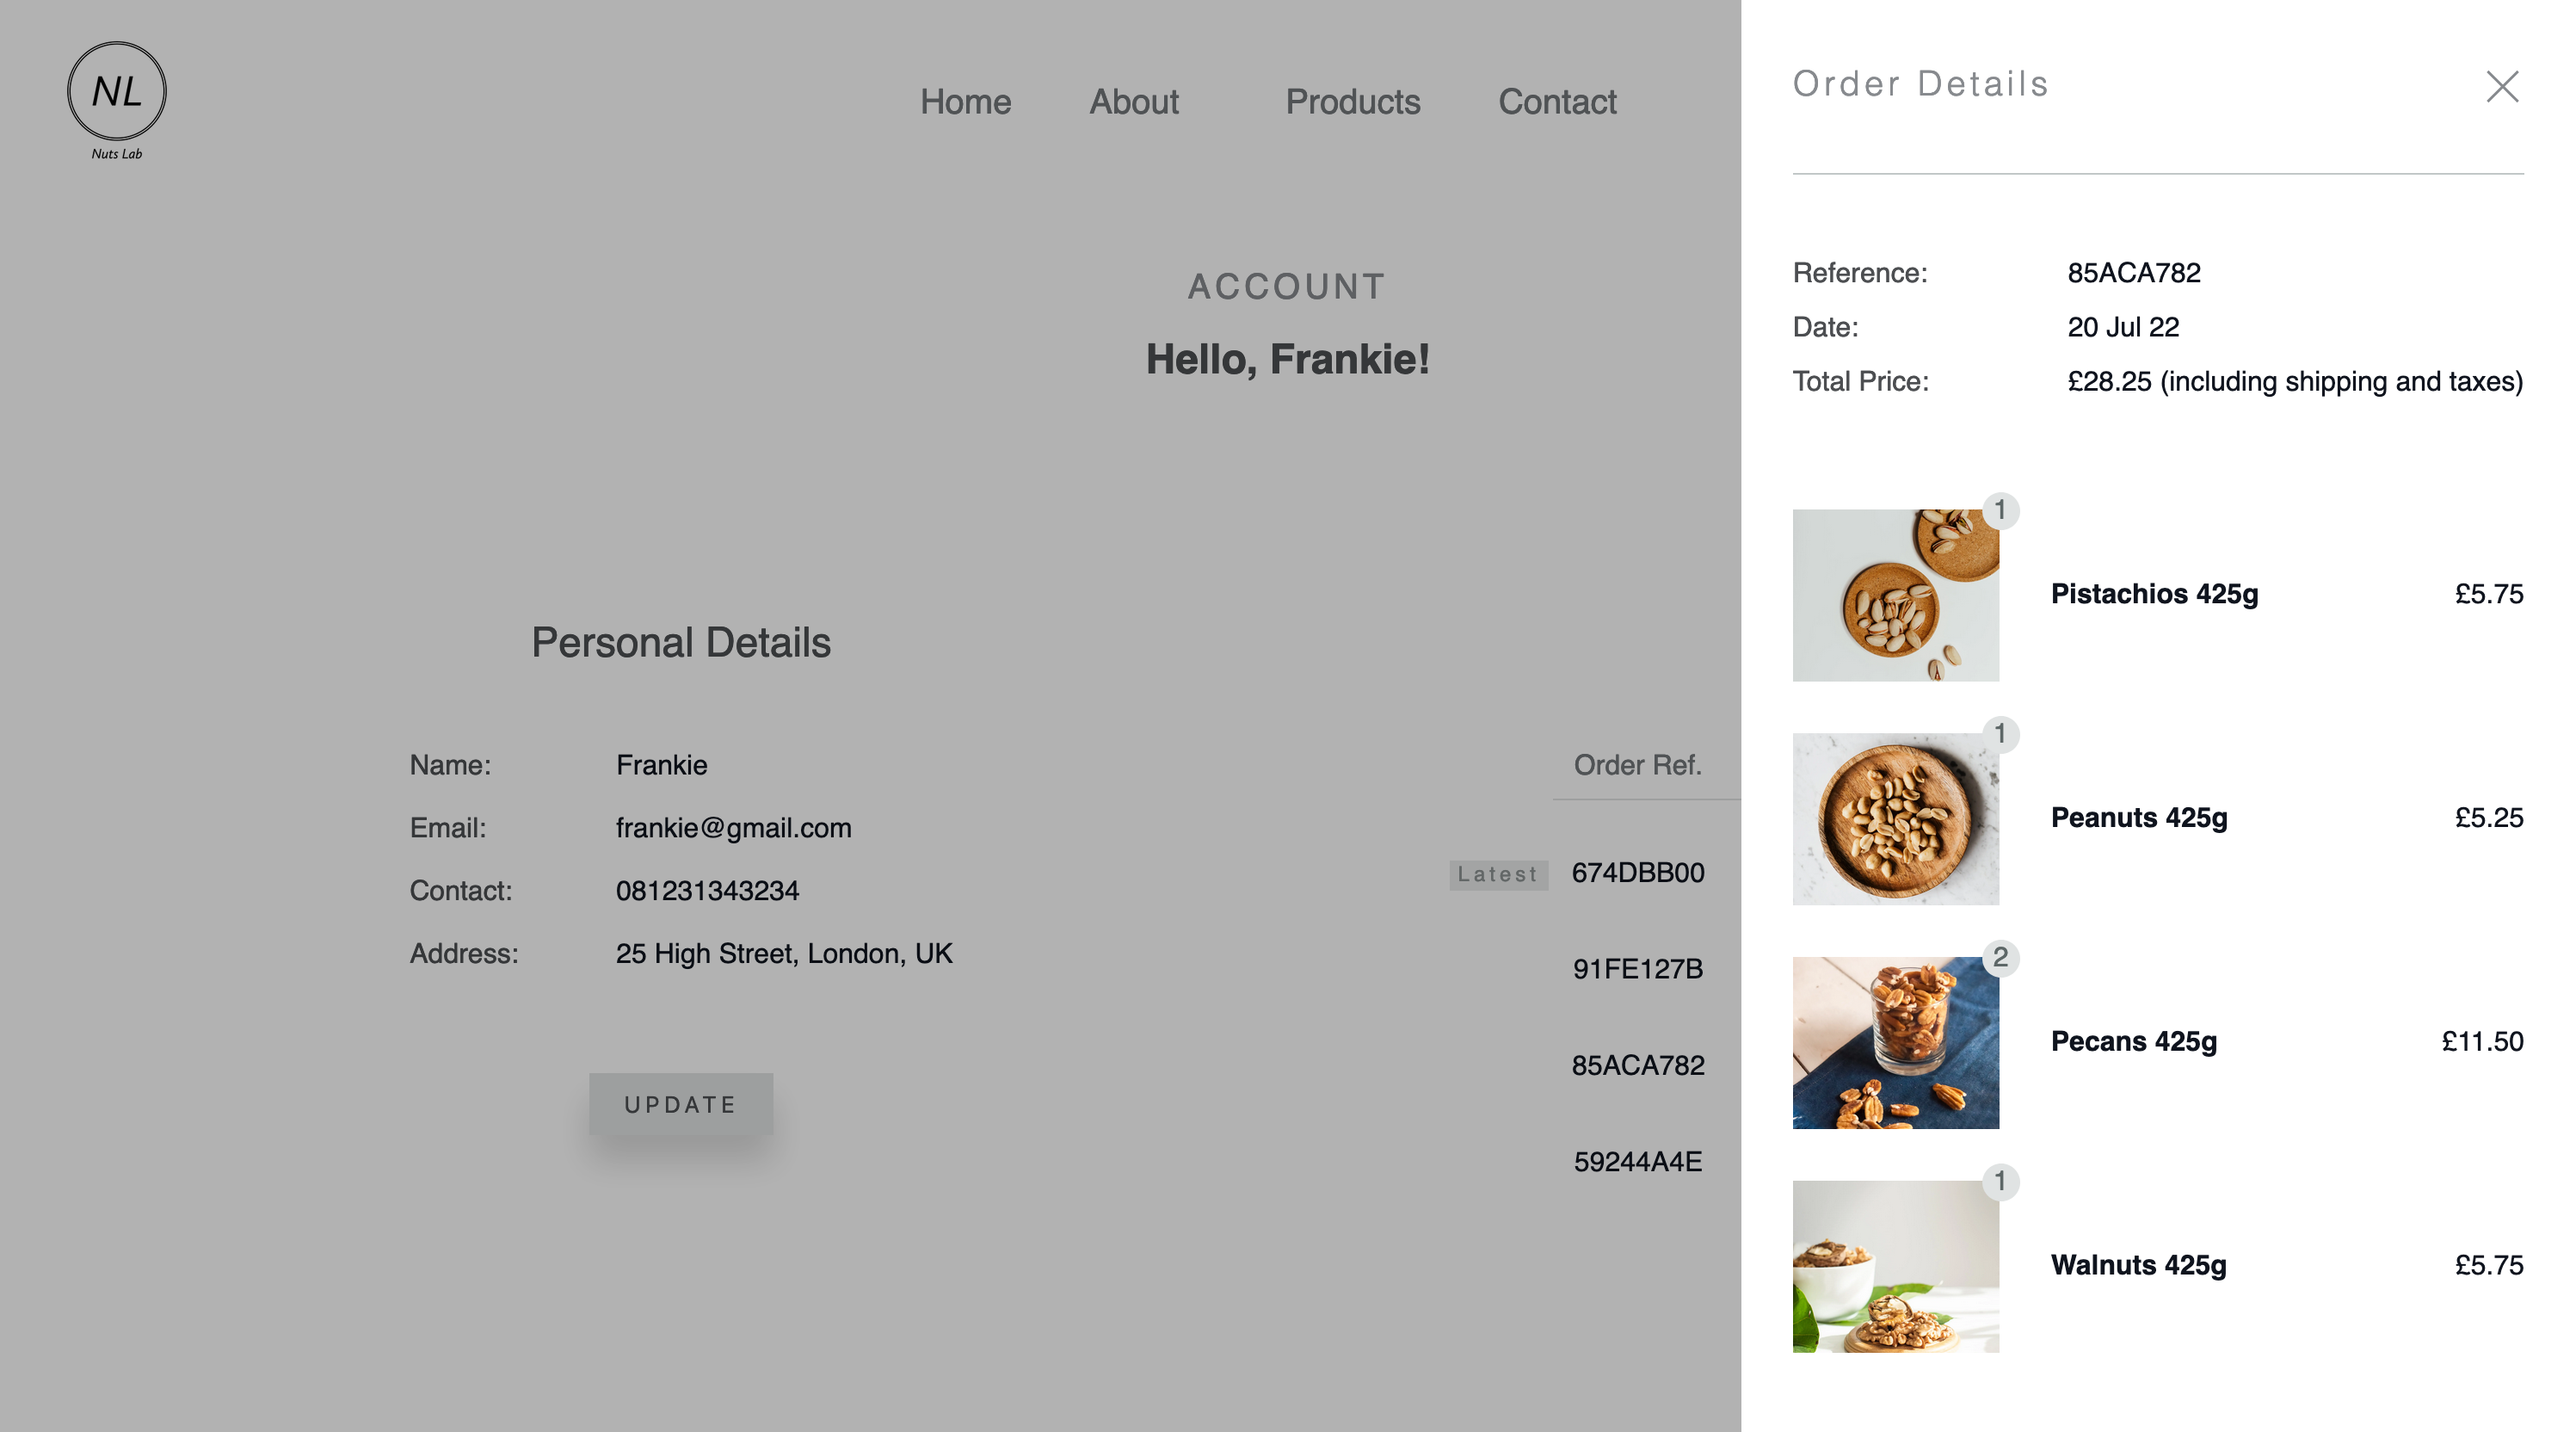 NL
Nuts Lab
Home About Products Contact
ACCOUNT
Hello, Frankie!
Personal Details
Name: Frankie
Email: frankie@gmail.com
Contact: 081231343234
Address: 25 High Street, London, UK
UPDATE
Order Ref.
Latest 674DBB00
91FE127B
85ACA782
59244A4E
Order Details
Reference: 85ACA782
Date: 20 Jul 22
Total Price: £28.25 (including shipping and taxes)
1
Pistachios 425g £5.75
1
Peanuts 425g £5.25
2
Pecans 425g £11.50
1
Walnuts 425g £5.75